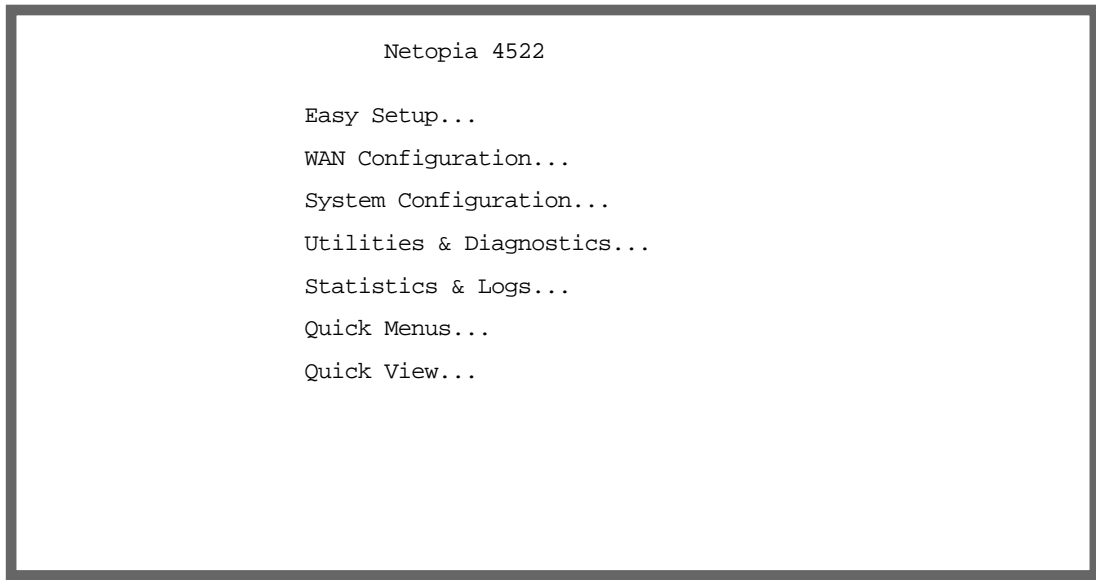 Netopia 4522
Easy Setup...
WAN Configuration...
System Configuration...
Utilities & Diagnostics...
Statistics & Logs...
Quick Menus...
Quick View...